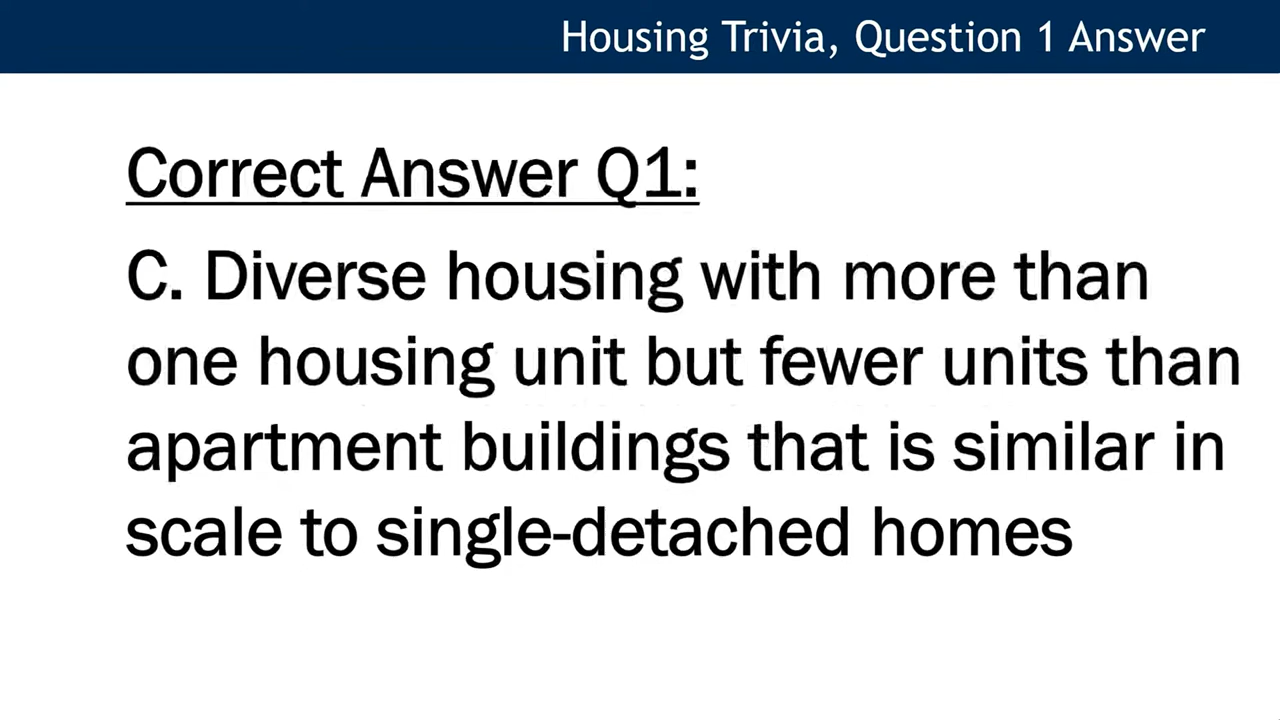 Housing Trivia, Question 1 Answer
Correct Answer Q1:
C. Diverse housing with more than
one housing unit but fewer units than
apartment buildings that is similar in
scale to single-detached homes